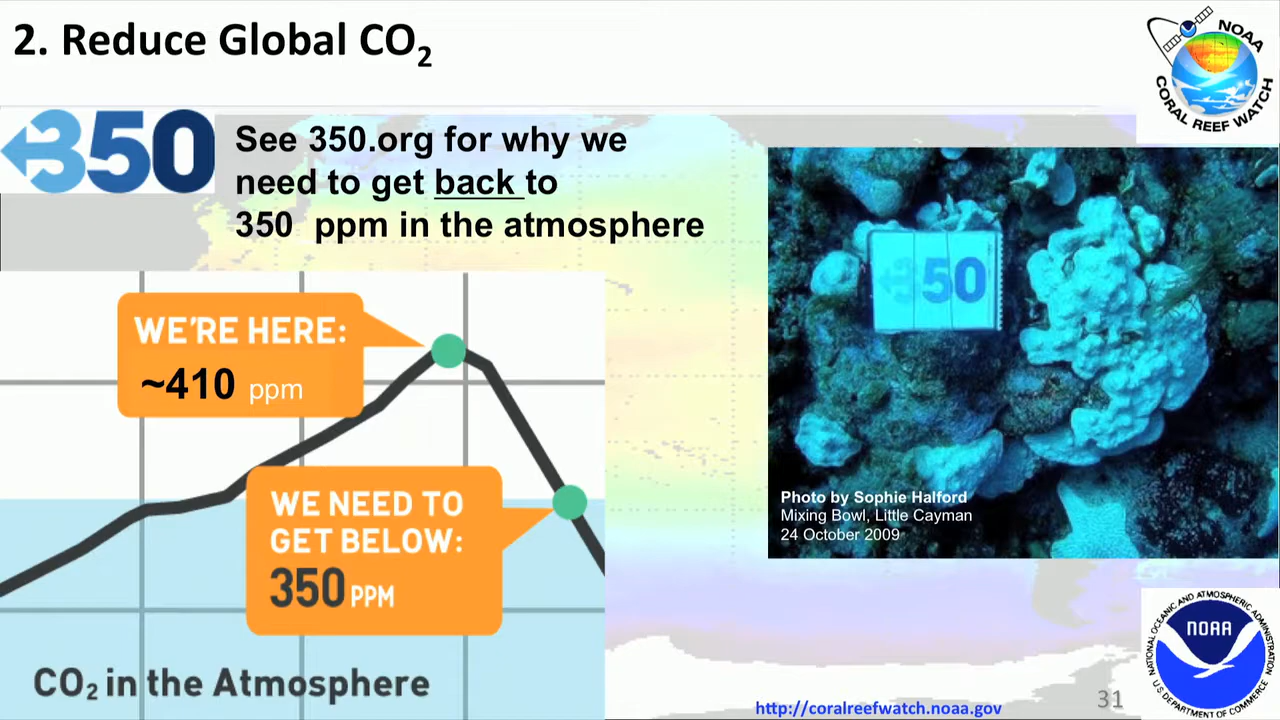 2. Reduce Global CO₂
NOAA
CORAL REEF WATCH
350
See 350.org for why we
need to get back to
350 ppm in the atmosphere
WE'RE HERE:
~410 ppm
WE NEED TO
GET BELOW:
350 PPM
CO₂ in the Atmosphere
350
Photo by Sophie Halford
Mixing Bowl, Little Cayman
24 October 2009
NATIONAL OCEANIC AND ATMOSPHERIC ADMINISTRATION
NOAA
U.S. DEPARTMENT OF COMMERCE
http://coralreefwatch.noaa.gov
31